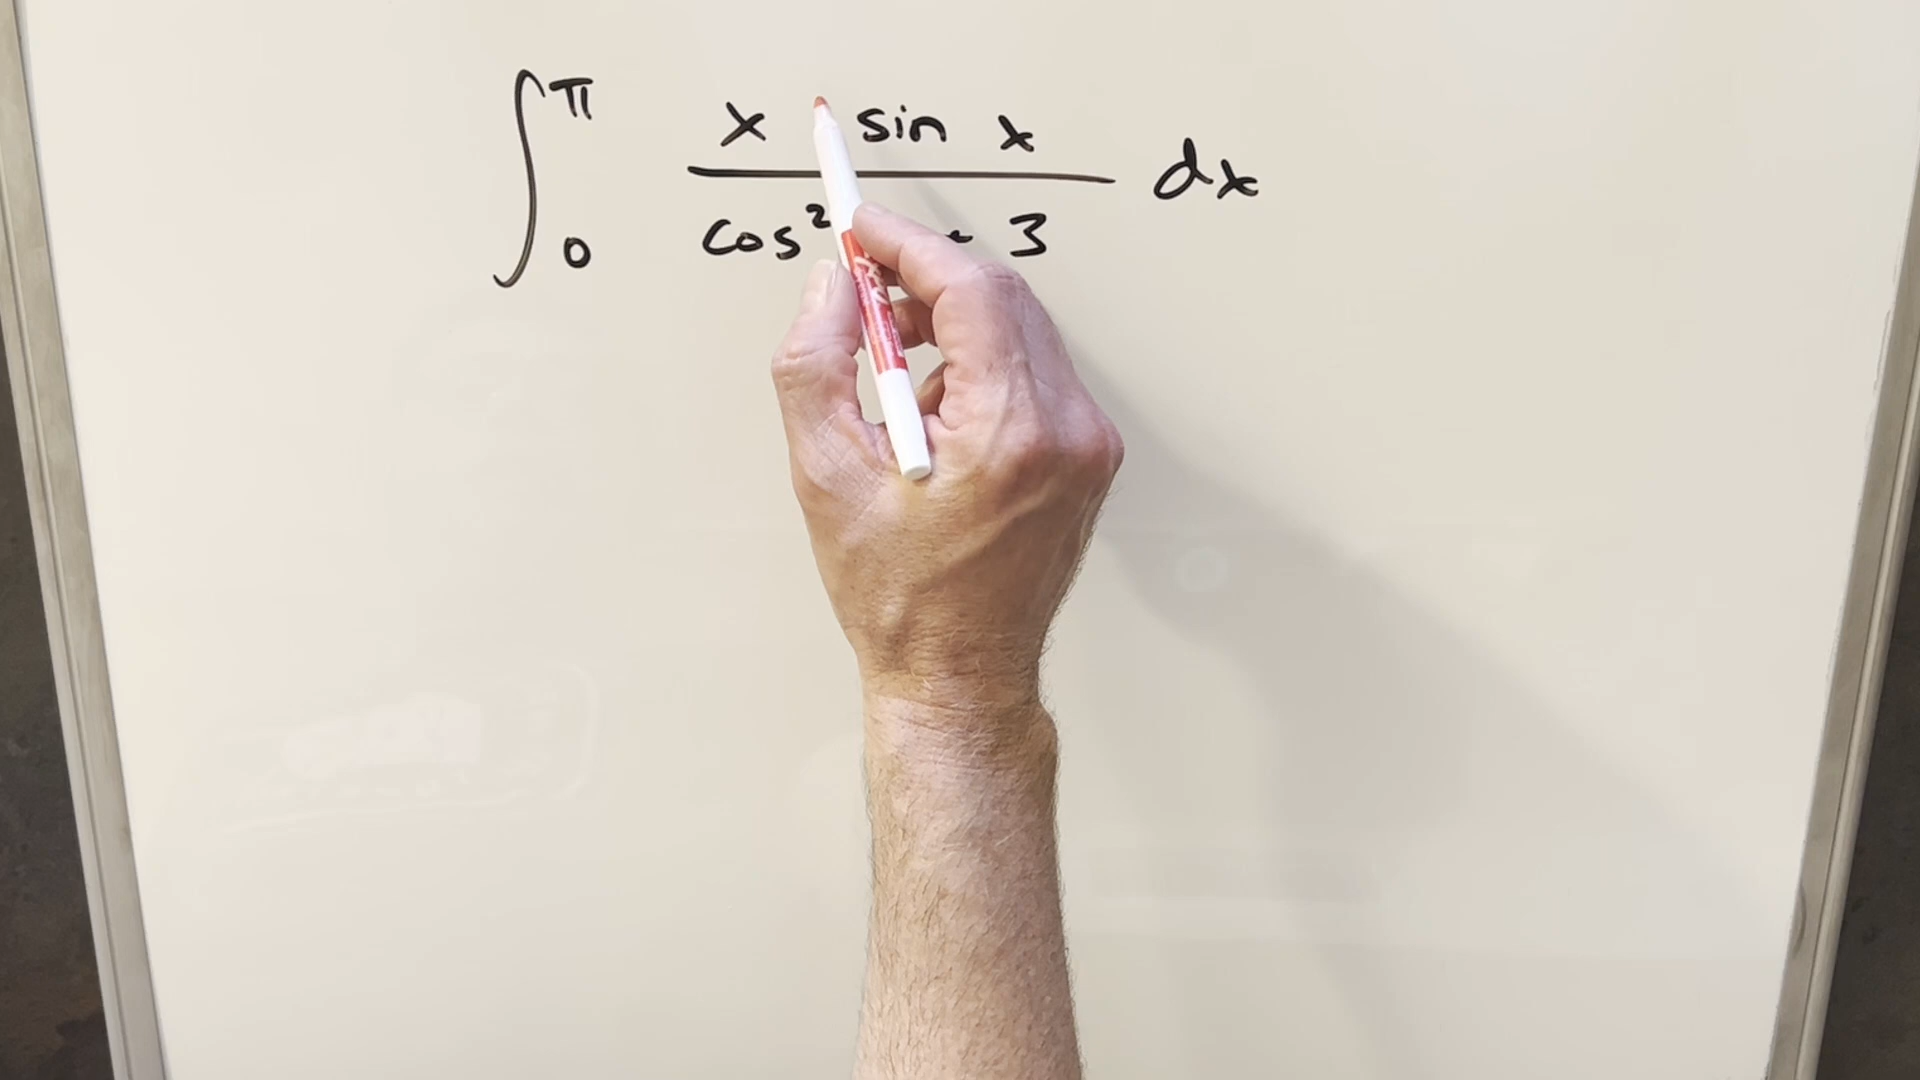 ∫ π x sin x dx
0 cos² 3